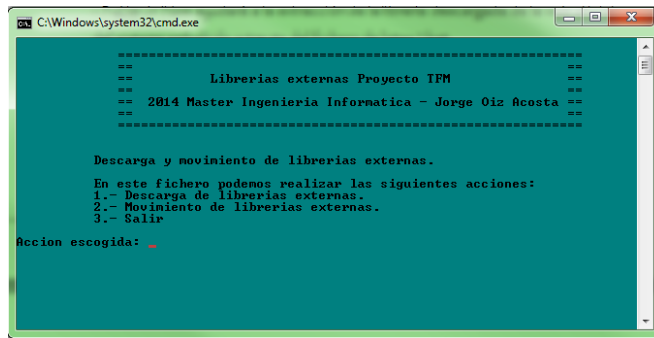 C:\Windows\system32\cmd.exe
============================================================
== ==
== Librerias externas Proyecto TFM ==
== ==
== 2014 Master Ingenieria Informatica - Jorge Oiz Acosta ==
== ==
============================================================
Descarga y movimiento de librerias externas.
En este fichero podemos realizar las siguientes acciones:
1.- Descarga de librerias externas.
2.- Movimiento de librerias externas.
3.- Salir
Accion escogida: _